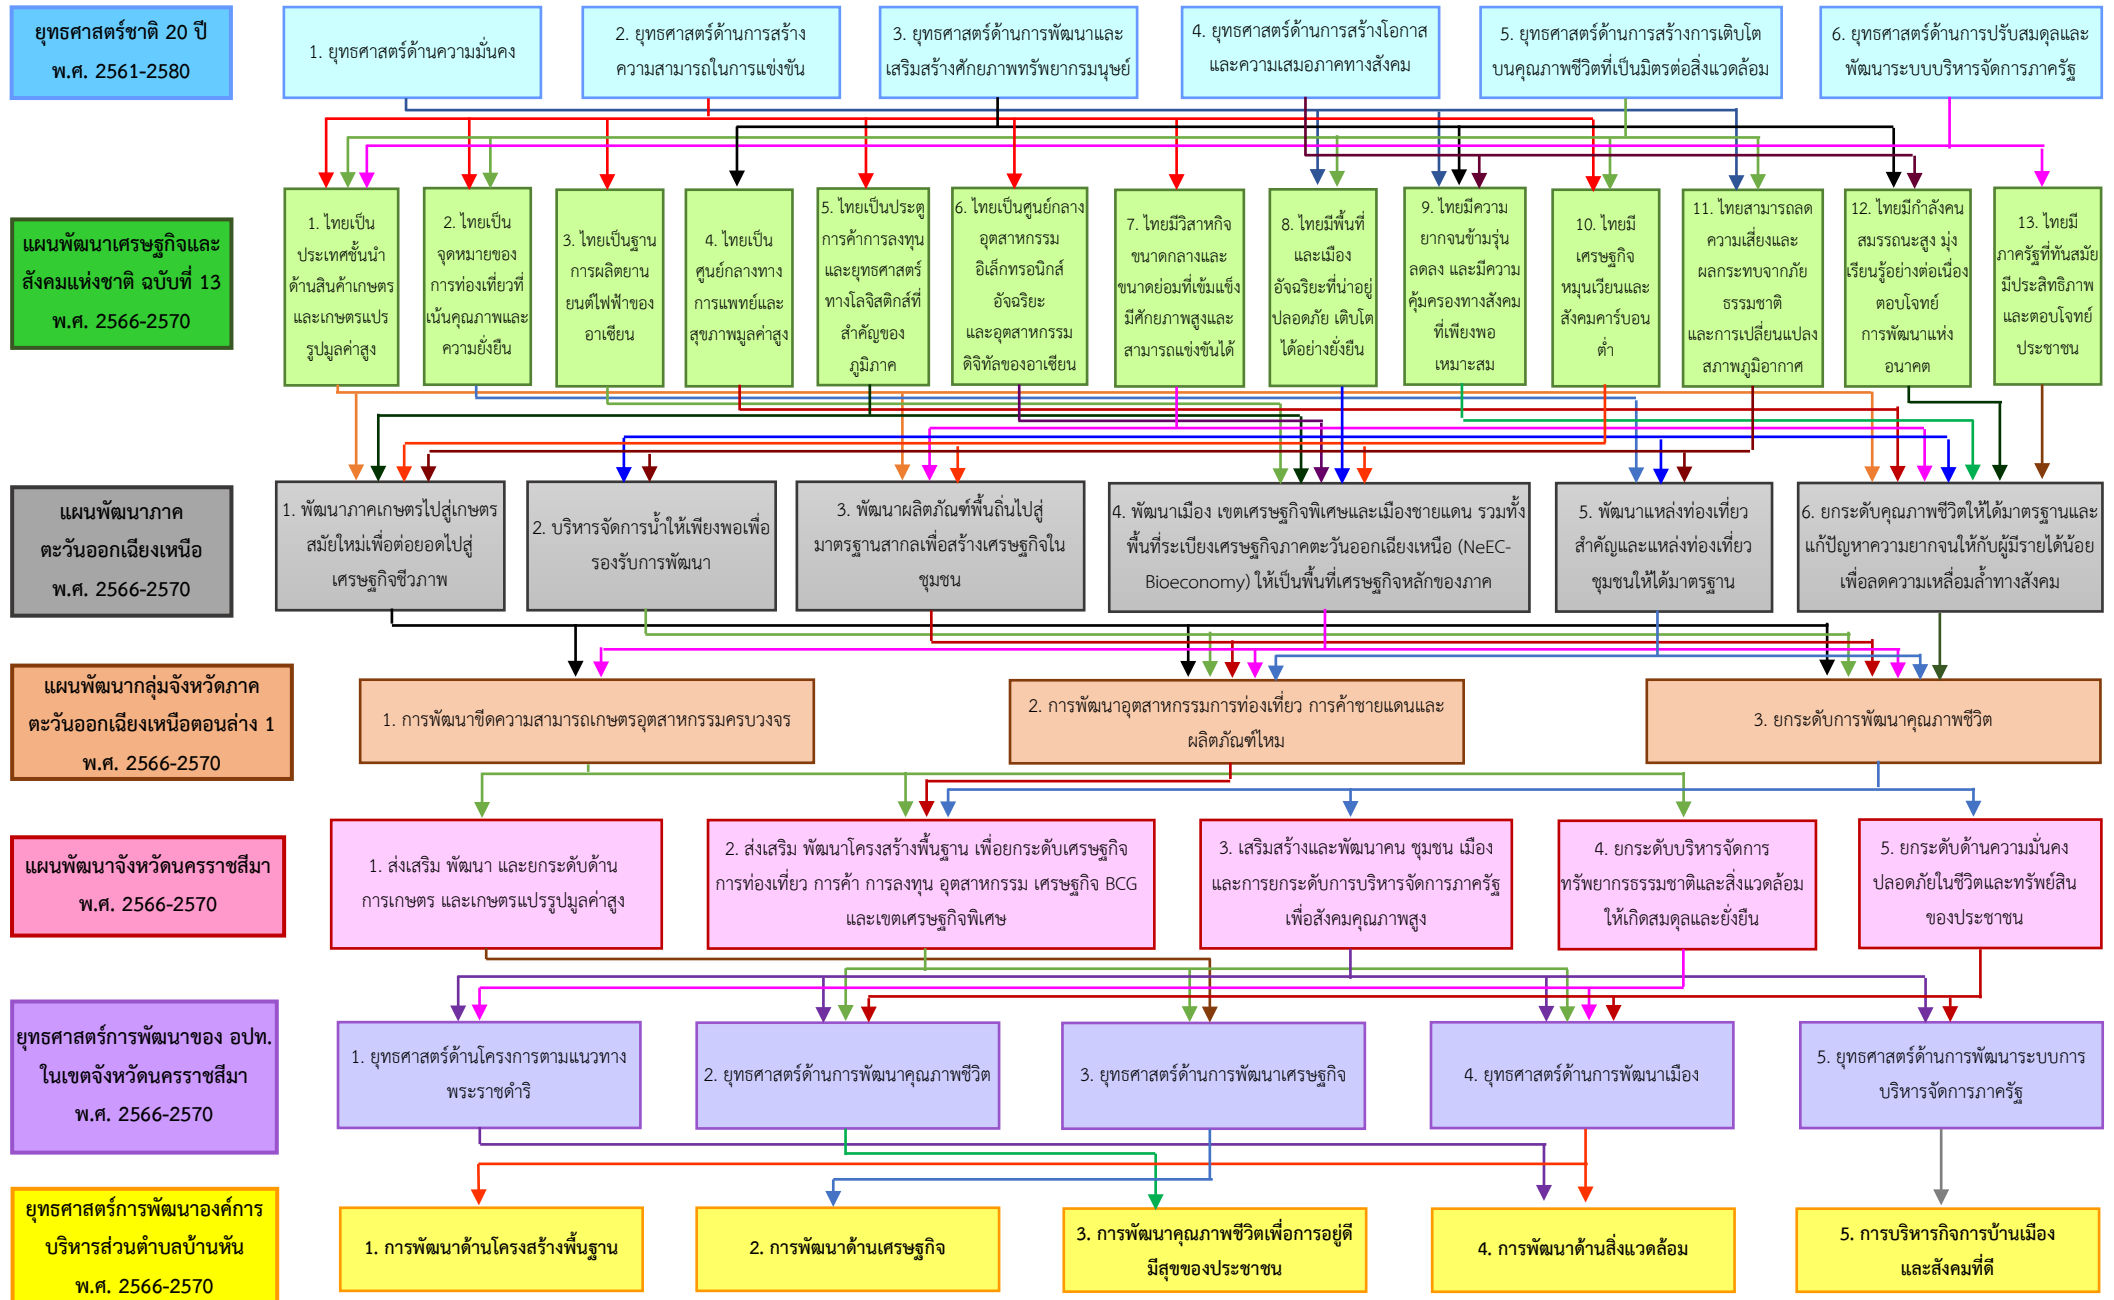 ยุทธศาสตร์ชาติ 20 ปี
พ.ศ. 2561-2580
1. ยุทธศาสตร์ด้านความมั่นคง
2. ยุทธศาสตร์ด้านการสร้าง
ความสามารถในการแข่งขัน
3. ยุทธศาสตร์ด้านการพัฒนาและ
เสริมสร้างศักยภาพทรัพยากรมนุษย์
4. ยุทธศาสตร์ด้านการสร้างโอกาส
และความเสมอภาคทางสังคม
5. ยุทธศาสตร์ด้านการสร้างการเติบโต
บนคุณภาพชีวิตที่เป็นมิตรต่อสิ่งแวดล้อม
6. ยุทธศาสตร์ด้านการปรับสมดุลและ
พัฒนาระบบบริหารจัดการภาครัฐ
แผนพัฒนาเศรษฐกิจและ
สังคมแห่งชาติ ฉบับที่ 13
พ.ศ. 2566-2570
1. ไทยเป็น
ประเทศชั้นนำ
ด้านสินค้าเกษตร
และเกษตรแปร
รูปมูลค่าสูง
2. ไทยเป็น
จุดหมายของ
การท่องเที่ยวที่
เน้นคุณภาพและ
ความยั่งยืน
3. ไทยเป็นฐาน
การผลิตยาน
ยนต์ไฟฟ้าของ
อาเซียน
4. ไทยเป็น
ศูนย์กลางทาง
การแพทย์และ
สุขภาพมูลค่าสูง
5. ไทยเป็นประตู
การค้าการลงทุน
และยุทธศาสตร์
ทางโลจิสติกส์ที่
สำคัญของ
ภูมิภาค
6. ไทยเป็นศูนย์กลาง
อุตสาหกรรม
อิเล็กทรอนิกส์
อัจฉริยะ
และอุตสาหกรรม
ดิจิทัลของอาเซียน
7. ไทยมีวิสาหกิจ
ขนาดกลางและ
ขนาดย่อมที่เข้มแข็ง
มีศักยภาพสูงและ
สามารถแข่งขันได้
8. ไทยมีพื้นที่
และเมือง
อัจฉริยะที่น่าอยู่
ปลอดภัย เติบโต
ได้อย่างยั่งยืน
9. ไทยมีความ
ยากจนข้ามรุ่น
ลดลง และมีความ
คุ้มครองทางสังคม
ที่เพียงพอ
เหมาะสม
10. ไทยมี
เศรษฐกิจ
หมุนเวียนและ
สังคมคาร์บอน
ต่ำ
11. ไทยสามารถลด
ความเสี่ยงและ
ผลกระทบจากภัย
ธรรมชาติ
และการเปลี่ยนแปลง
สภาพภูมิอากาศ
12. ไทยมีกำลังคน
สมรรถนะสูง มุ่ง
เรียนรู้อย่างต่อเนื่อง
ตอบโจทย์
การพัฒนาแห่ง
อนาคต
13. ไทยมี
ภาครัฐที่ทันสมัย
มีประสิทธิภาพ
และตอบโจทย์
ประชาชน
แผนพัฒนาภาค
ตะวันออกเฉียงเหนือ
พ.ศ. 2566-2570
1. พัฒนาภาคเกษตรไปสู่เกษตร
สมัยใหม่เพื่อต่อยอดไปสู่
เศรษฐกิจชีวภาพ
2. บริหารจัดการน้ำให้เพียงพอเพื่อ
รองรับการพัฒนา
3. พัฒนาผลิตภัณฑ์พื้นถิ่นไปสู่
มาตรฐานสากลเพื่อสร้างเศรษฐกิจใน
ชุมชน
4. พัฒนาเมือง เขตเศรษฐกิจพิเศษและเมืองชายแดน รวมทั้ง
พื้นที่ระเบียงเศรษฐกิจภาคตะวันออกเฉียงเหนือ (NeEC-
Bioeconomy) ให้เป็นพื้นที่เศรษฐกิจหลักของภาค
5. พัฒนาแหล่งท่องเที่ยว
สำคัญและแหล่งท่องเที่ยว
ชุมชนให้ได้มาตรฐาน
6. ยกระดับคุณภาพชีวิตให้ได้มาตรฐานและ
แก้ปัญหาความยากจนให้กับผู้มีรายได้น้อย
เพื่อลดความเหลื่อมล้ำทางสังคม
แผนพัฒนากลุ่มจังหวัดภาค
ตะวันออกเฉียงเหนือตอนล่าง 1
พ.ศ. 2566-2570
1. การพัฒนาขีดความสามารถเกษตรอุตสาหกรรมครบวงจร
2. การพัฒนาอุตสาหกรรมการท่องเที่ยว การค้าชายแดนและ
ผลิตภัณฑ์ไหม
3. ยกระดับการพัฒนาคุณภาพชีวิต
แผนพัฒนาจังหวัดนครราชสีมา
พ.ศ. 2566-2570
1. ส่งเสริม พัฒนา และยกระดับด้าน
การเกษตร และเกษตรแปรรูปมูลค่าสูง
2. ส่งเสริม พัฒนาโครงสร้างพื้นฐาน เพื่อยกระดับเศรษฐกิจ
การท่องเที่ยว การค้า การลงทุน อุตสาหกรรม เศรษฐกิจ BCG
และเขตเศรษฐกิจพิเศษ
3. เสริมสร้างและพัฒนาคน ชุมชน เมือง
และการยกระดับการบริหารจัดการภาครัฐ
เพื่อสังคมคุณภาพสูง
4. ยกระดับบริหารจัดการ
ทรัพยากรธรรมชาติและสิ่งแวดล้อม
ให้เกิดสมดุลและยั่งยืน
5. ยกระดับด้านความมั่นคง
ปลอดภัยในชีวิตและทรัพย์สิน
ของประชาชน
ยุทธศาสตร์การพัฒนาของ อปท.
ในเขตจังหวัดนครราชสีมา
พ.ศ. 2566-2570
1. ยุทธศาสตร์ด้านโครงการตามแนวทาง
พระราชดำริ
2. ยุทธศาสตร์ด้านการพัฒนาคุณภาพชีวิต
3. ยุทธศาสตร์ด้านการพัฒนาเศรษฐกิจ
4. ยุทธศาสตร์ด้านการพัฒนาเมือง
5. ยุทธศาสตร์ด้านการพัฒนาระบบการ
บริหารจัดการภาครัฐ
ยุทธศาสตร์การพัฒนาองค์การ
บริหารส่วนตำบลบ้านหัน
พ.ศ. 2566-2570
1. การพัฒนาด้านโครงสร้างพื้นฐาน
2. การพัฒนาด้านเศรษฐกิจ
3. การพัฒนาคุณภาพชีวิตเพื่อการอยู่ดี
มีสุขของประชาชน
4. การพัฒนาด้านสิ่งแวดล้อม
5. การบริหารกิจการบ้านเมือง
และสังคมที่ดี